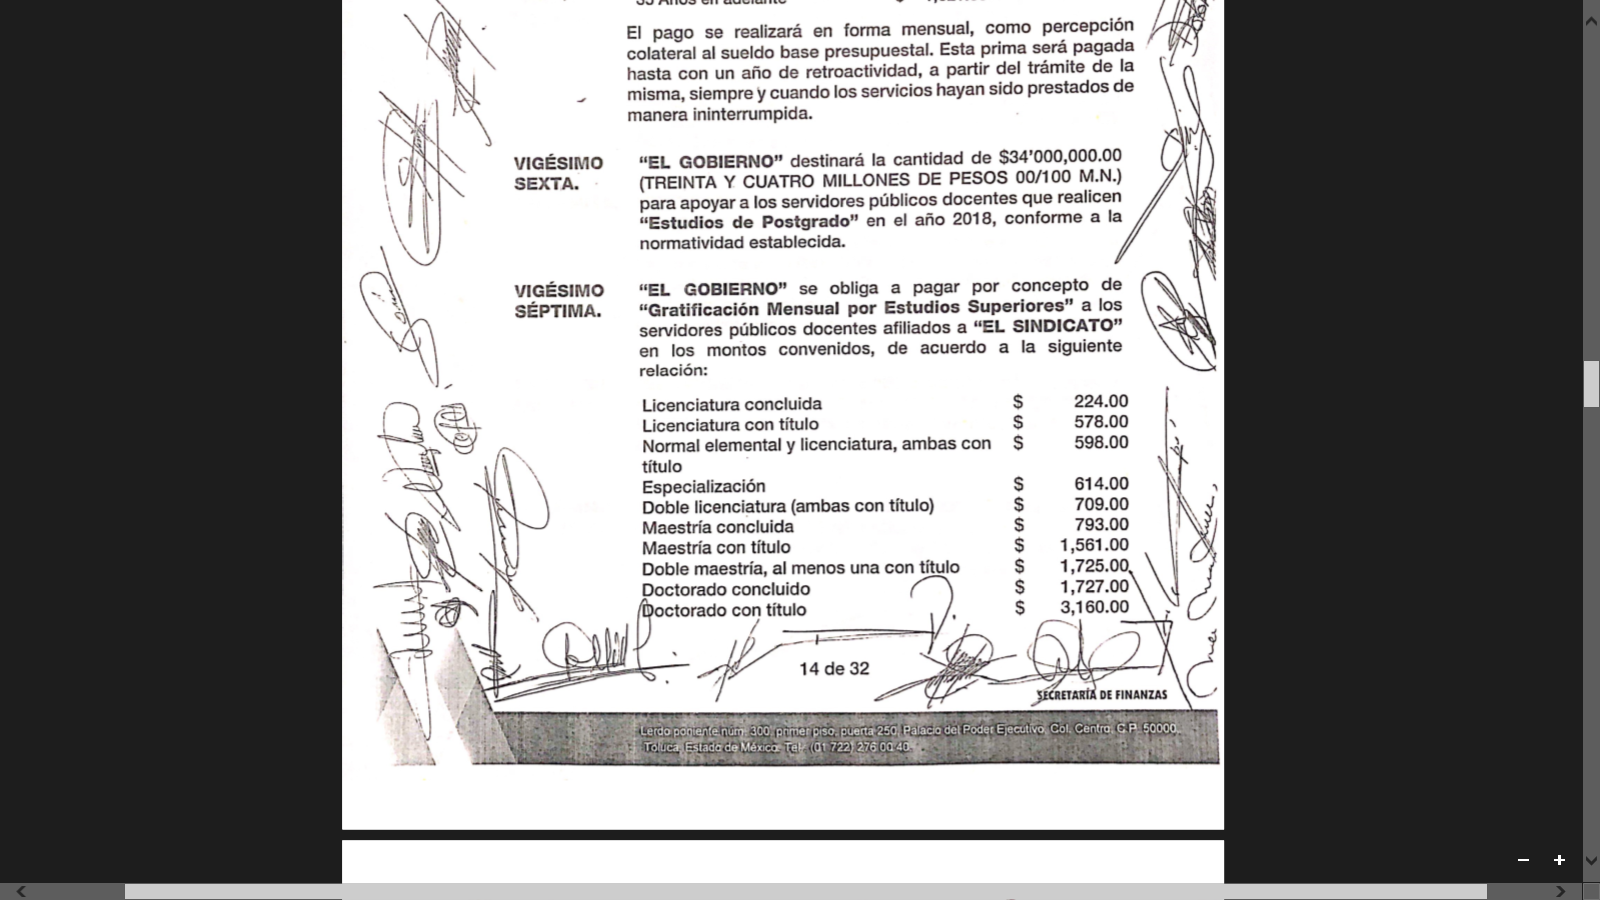 El pago se realizará en forma mensual, como percepción
colateral al sueldo base presupuestal. Esta prima será pagada
hasta con un año de retroactividad, a partir del trámite de la
misma, siempre y cuando los servicios hayan sido prestados de
manera ininterrumpida.
VIGÉSIMO
SEXTA.
“EL GOBIERNO” destinará la cantidad de $34’000,000.00
(TREINTA Y CUATRO MILLONES DE PESOS 00/100 M.N.)
para apoyar a los servidores públicos docentes que realicen
“Estudios de Postgrado” en el año 2018, conforme a la
normatividad establecida.
VIGÉSIMO
SÉPTIMA.
“EL GOBIERNO” se obliga a pagar por concepto de
“Gratificación Mensual por Estudios Superiores” a los
servidores públicos docentes afiliados a “EL SINDICATO”
en los montos convenidos, de acuerdo a la siguiente
relación:
Licenciatura concluida $ 224.00
Licenciatura con título $ 578.00
Normal elemental y licenciatura, ambas con $ 598.00
título
Especialización $ 614.00
Doble licenciatura (ambas con título) $ 709.00
Maestría concluida $ 793.00
Maestría con título $ 1,561.00
Doble maestría, al menos una con título $ 1,725.00
Doctorado concluido $ 1,727.00
Doctorado con título $ 3,160.00
14 de 32
SECRETARÍA DE FINANZAS
Lerdo poniente núm. 300, primer piso, puerta 250, Palacio del Poder Ejecutivo, Col. Centro, C.P. 50000.
Toluca, Estado de México. Tel.: (01 722) 276 00 40.